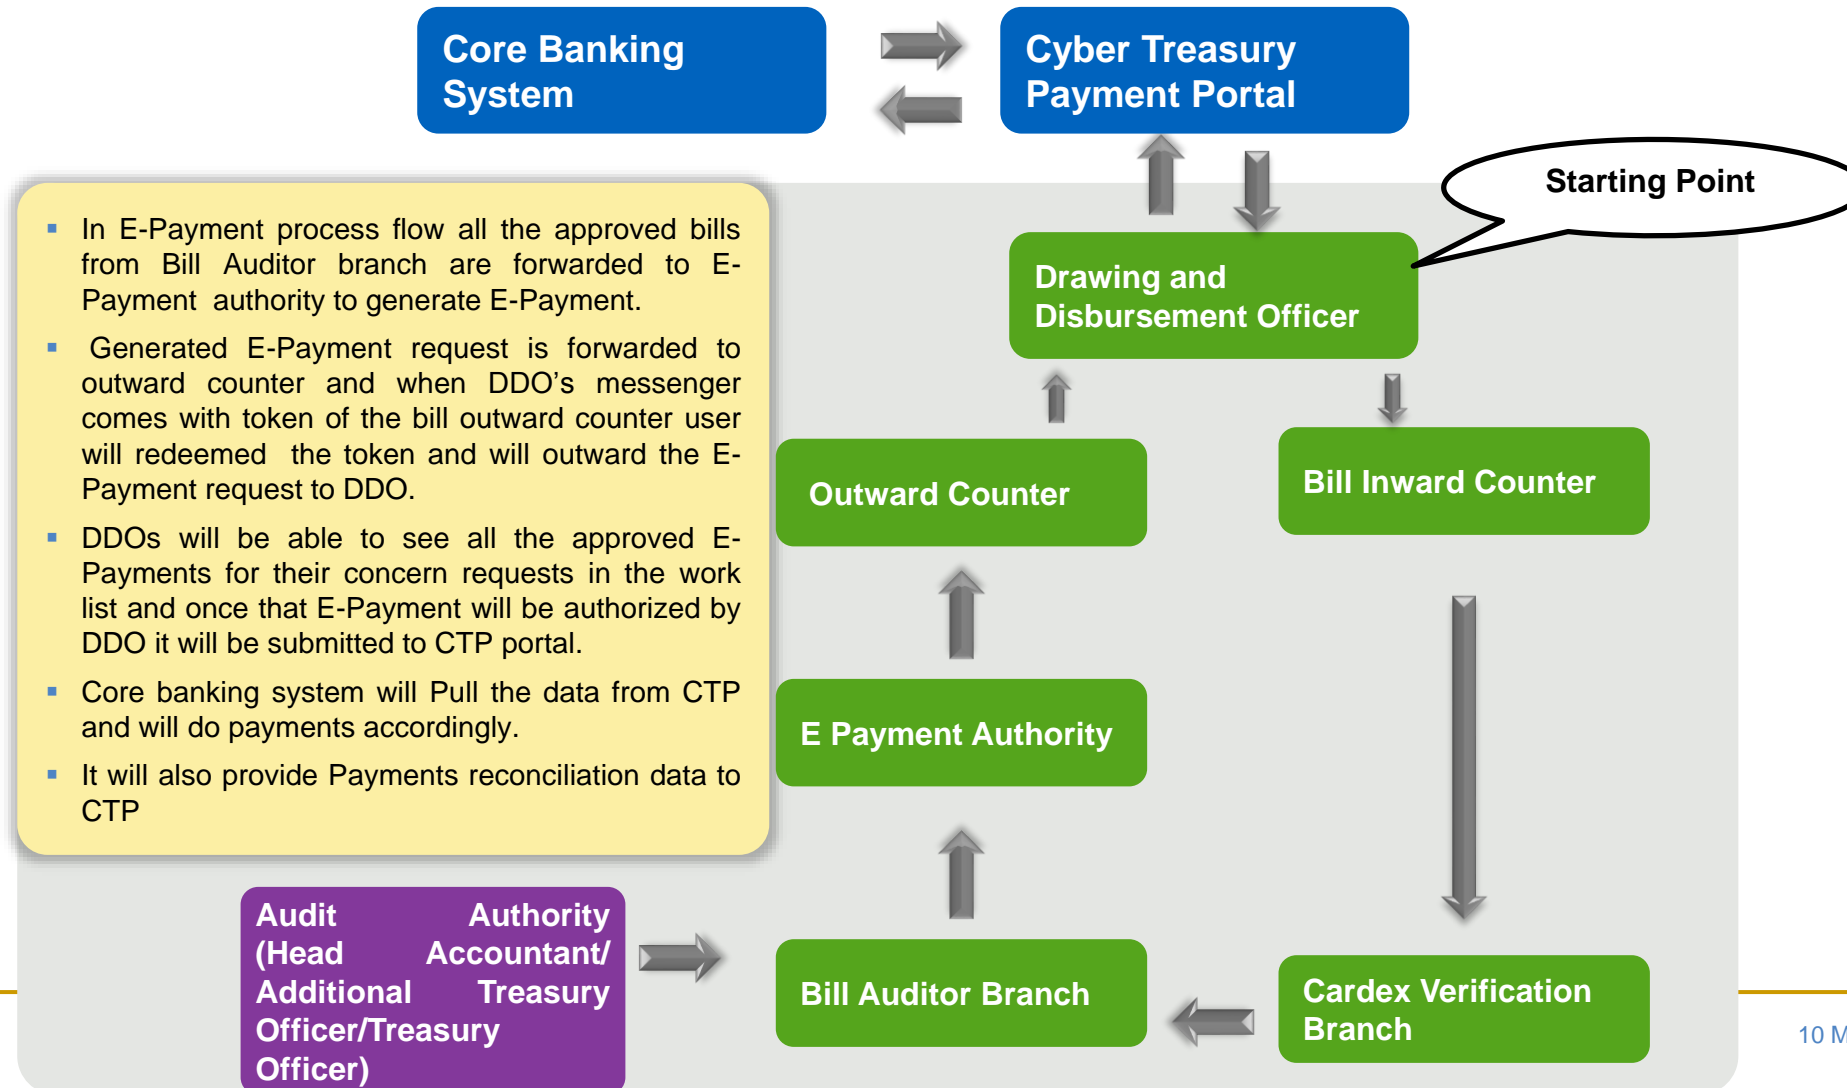 Core Banking
System
Cyber Treasury
Payment Portal
Starting Point
▪ In E-Payment process flow all the approved bills
from Bill Auditor branch are forwarded to E-
Payment authority to generate E-Payment.
▪ Generated E-Payment request is forwarded to
outward counter and when DDO’s messenger
comes with token of the bill outward counter user
will redeemed the token and will outward the E-
Payment request to DDO.
▪ DDOs will be able to see all the approved E-
Payments for their concern requests in the work
list and once that E-Payment will be authorized by
DDO it will be submitted to CTP portal.
▪ Core banking system will Pull the data from CTP
and will do payments accordingly.
▪ It will also provide Payments reconciliation data to
CTP
Drawing and
Disbursement Officer
Outward Counter
Bill Inward Counter
E Payment Authority
Audit Authority
(Head Accountant/
Additional Treasury
Officer/Treasury
Officer)
Bill Auditor Branch
Cardex Verification
Branch
10 M